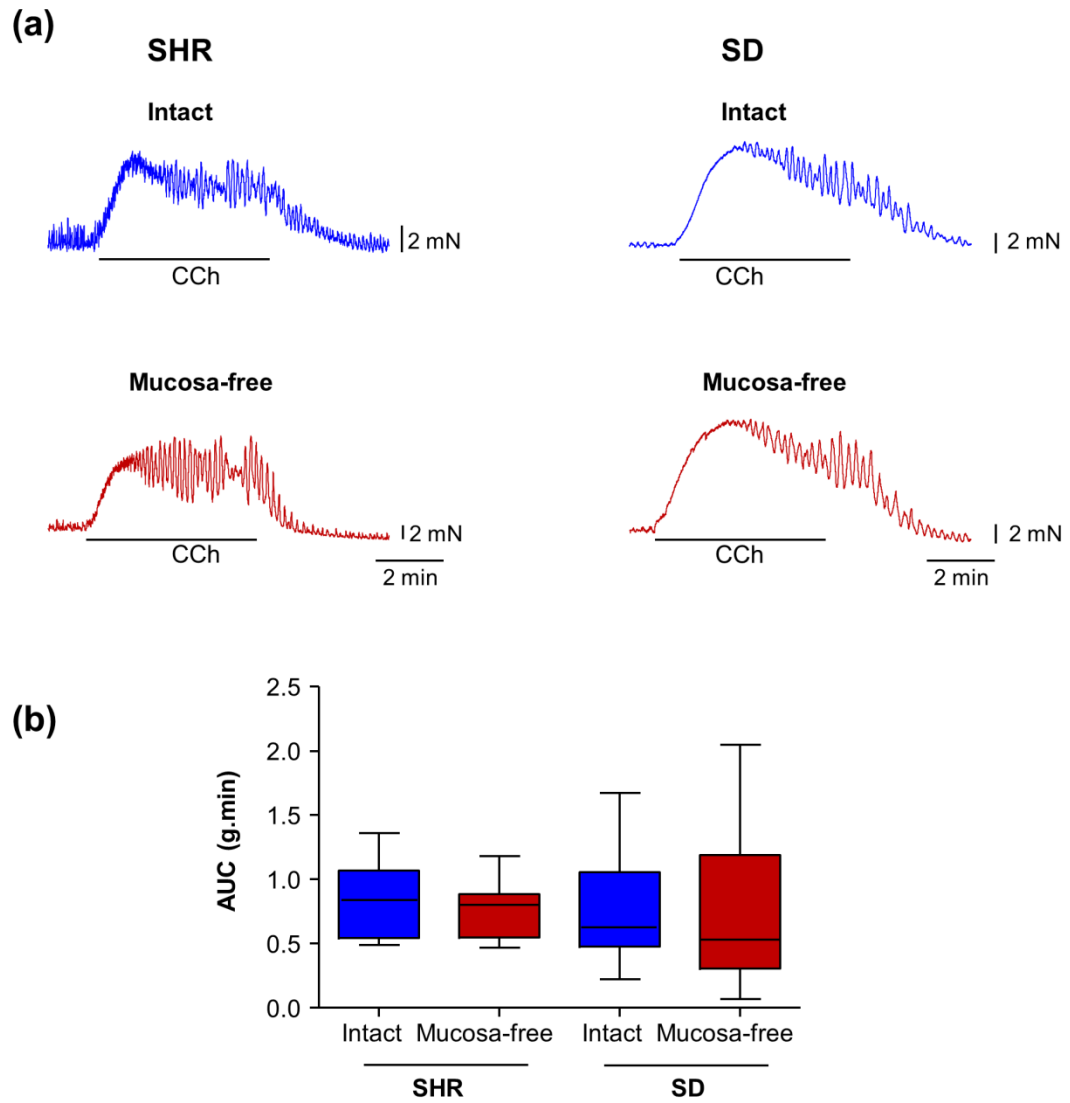 (a)
SHR SD
Intact Intact
2 mN 2 mN
CCh CCh
Mucosa-free Mucosa-free
2 mN 2 mN
CCh CCh
2 min 2 min
(b)
2.5
2.0
1.5
1.0
0.5
0.0
AUC (g.min)
Intact Mucosa-free Intact Mucosa-free
SHR SD